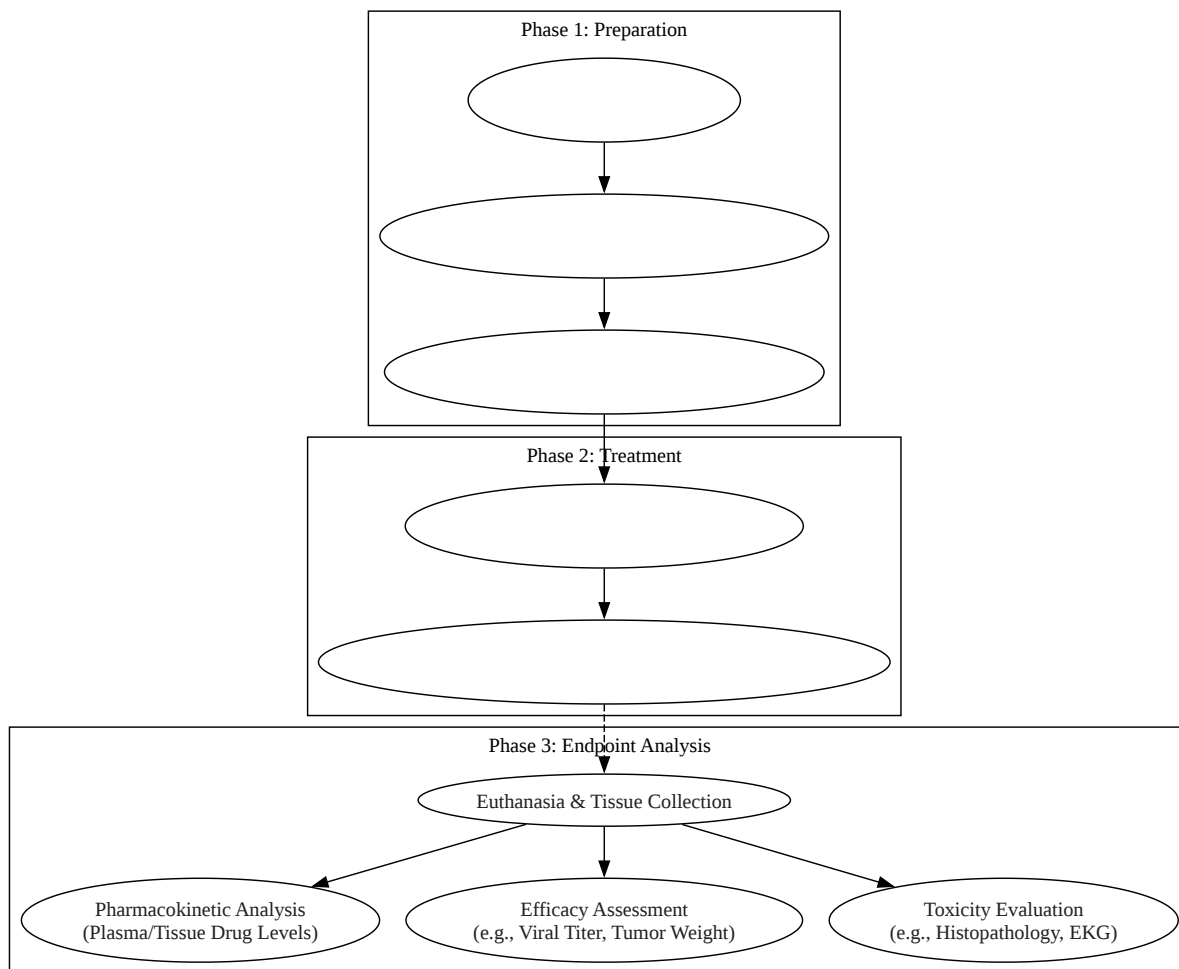 Phase 1: Preparation
Phase 2: Treatment
Phase 3: Endpoint Analysis
Euthanasia & Tissue Collection
Pharmacokinetic Analysis
(Plasma/Tissue Drug Levels)
Efficacy Assessment
(e.g., Viral Titer, Tumor Weight)
Toxicity Evaluation
(e.g., Histopathology, EKG)